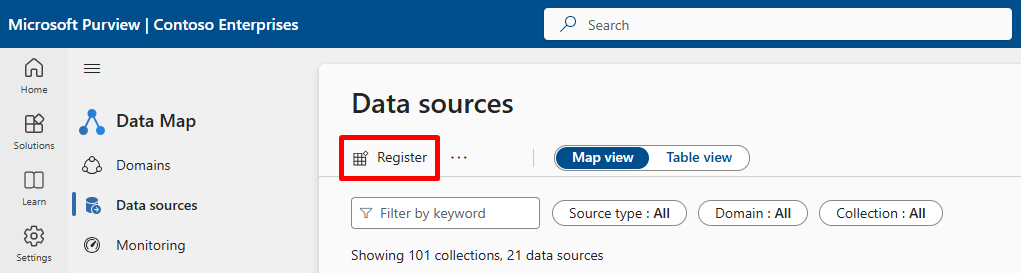 Microsoft Purview | Contoso Enterprises
Search
Home
Solutions
Learn
Settings
Data Map
Domains
Data sources
Monitoring
Data sources
Register ...
Map view Table view
Filter by keyword Source type : All Domain : All Collection : All
Showing 101 collections, 21 data sources